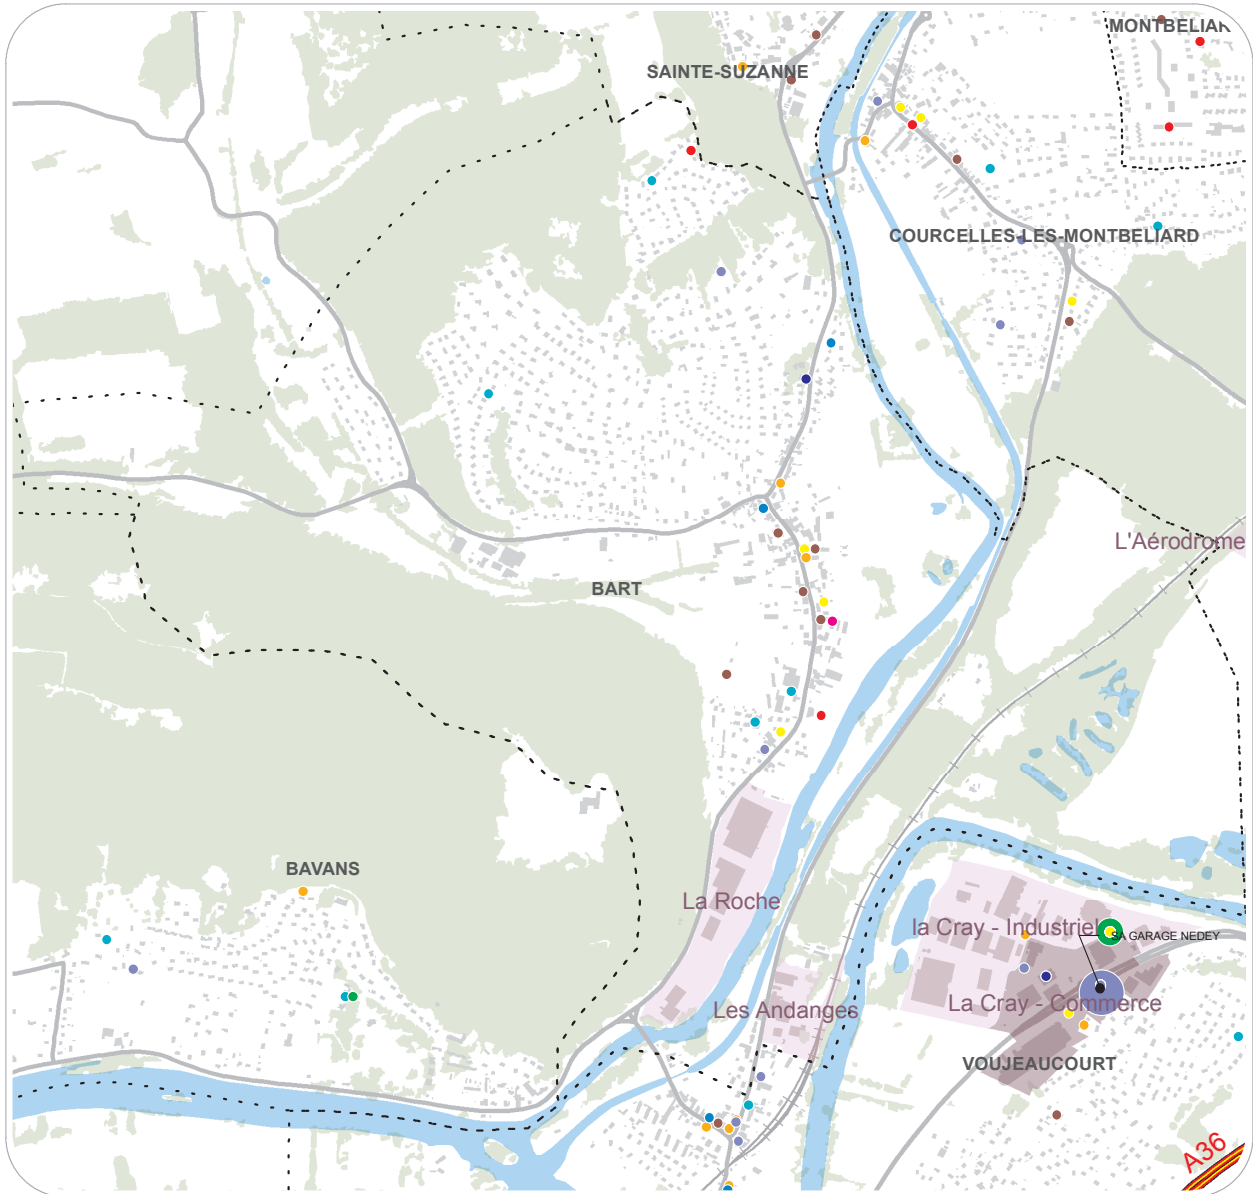 MONTBELIAR
SAINTE-SUZANNE
COURCELLES-LES-MONTBELIARD
L'Aérodrome
BART
BAVANS
La Roche
la Cray - Industriel
SA GARAGE NEDEY
La Cray - Commerce
Les Andanges
VOUJEAUCOURT
A36